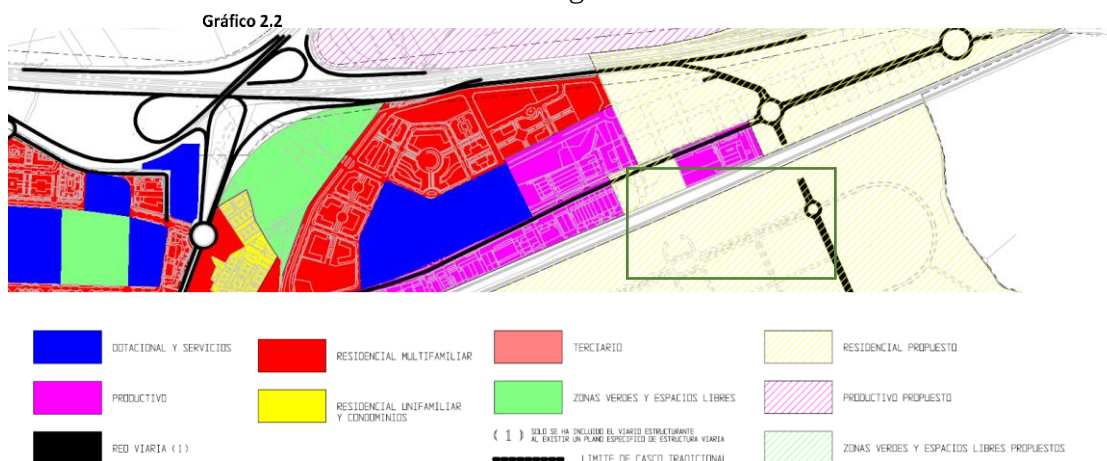 Gráfico 2.2
DOTACIONAL Y SERVICIOS
RESIDENCIAL MULTIFAMILIAR
TERCIARIO
RESIDENCIAL PROPUESTO
PRODUCTIVO
RESIDENCIAL UNIFAMILIAR
Y CONDOMINIOS
ZONAS VERDES Y ESPACIOS LIBRES
PRODUCTIVO PROPUESTO
RED VIARIA (1)
( 1 ) SOLO SE HA INCLUIDO EL VIARIO ESTRUCTURANTE
AL EXISTIR UN PLANO ESPECIFICO DE ESTRUCTURA VIARIA
LIMITE DE CASCO TRADICIONAL
ZONAS VERDES Y ESPACIOS LIBRES PROPUESTOS